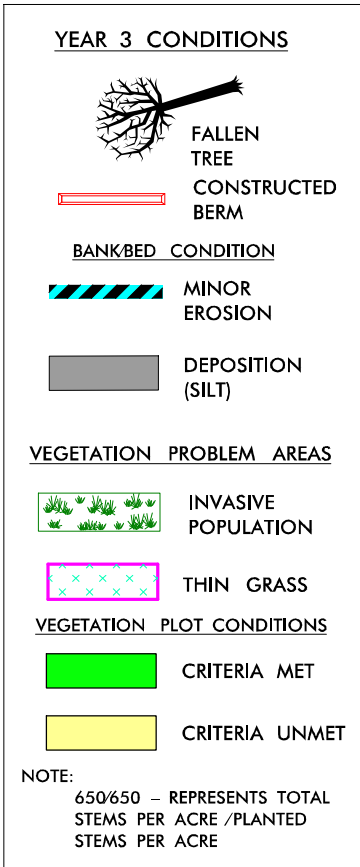 YEAR 3 CONDITIONS
FALLEN
TREE
CONSTRUCTED
BERM
BANK/BED CONDITION
MINOR
EROSION
DEPOSITION
(SILT)
VEGETATION PROBLEM AREAS
INVASIVE
POPULATION
THIN GRASS
VEGETATION PLOT CONDITIONS
CRITERIA MET
CRITERIA UNMET
NOTE:
650/650 – REPRESENTS TOTAL
STEMS PER ACRE /PLANTED
STEMS PER ACRE